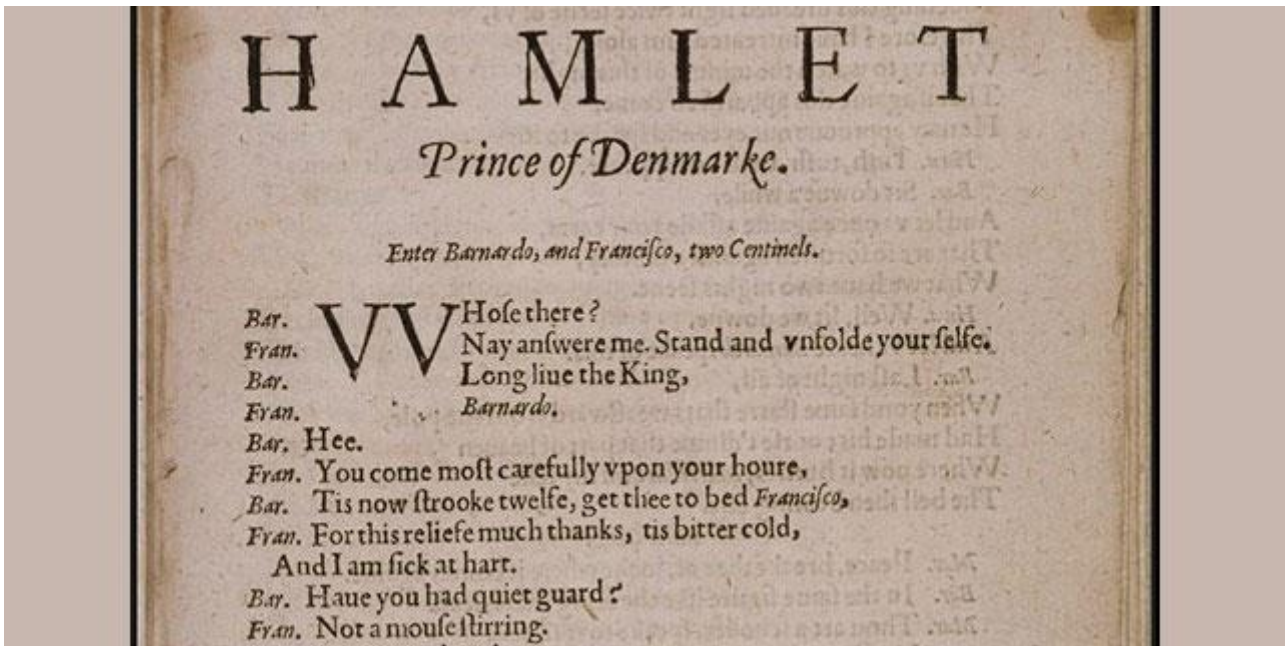 HAMLET
Prince of Denmarke.
Enter Barnardo, and Franciſco, two Centinels.
Bar. VVHoſe there?
Fran. Nay anſwere me. Stand and vnfolde your ſelfe.
Bar. Long liue the King,
Fran. Barnardo.
Bar. Hee.
Fran. You come moſt carefully vpon your houre,
Bar. Tis now ſtrooke twelfe, get thee to bed Franciſco,
Fran. For this reliefe much thanks, tis bitter cold,
And I am ſick at hart.
Bar. Haue you had quiet guard?
Fran. Not a mouſe ſtirring.